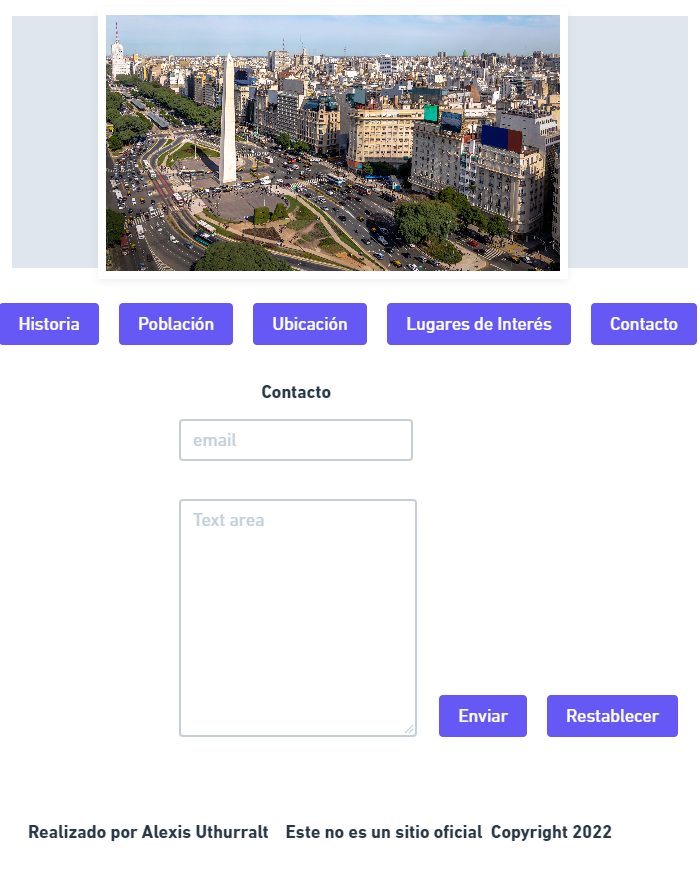 Historia Población Ubicación Lugares de Interés Contacto
Contacto
email
Text area
Enviar Restablecer
Realizado por Alexis Uthurralt Este no es un sitio oficial Copyright 2022